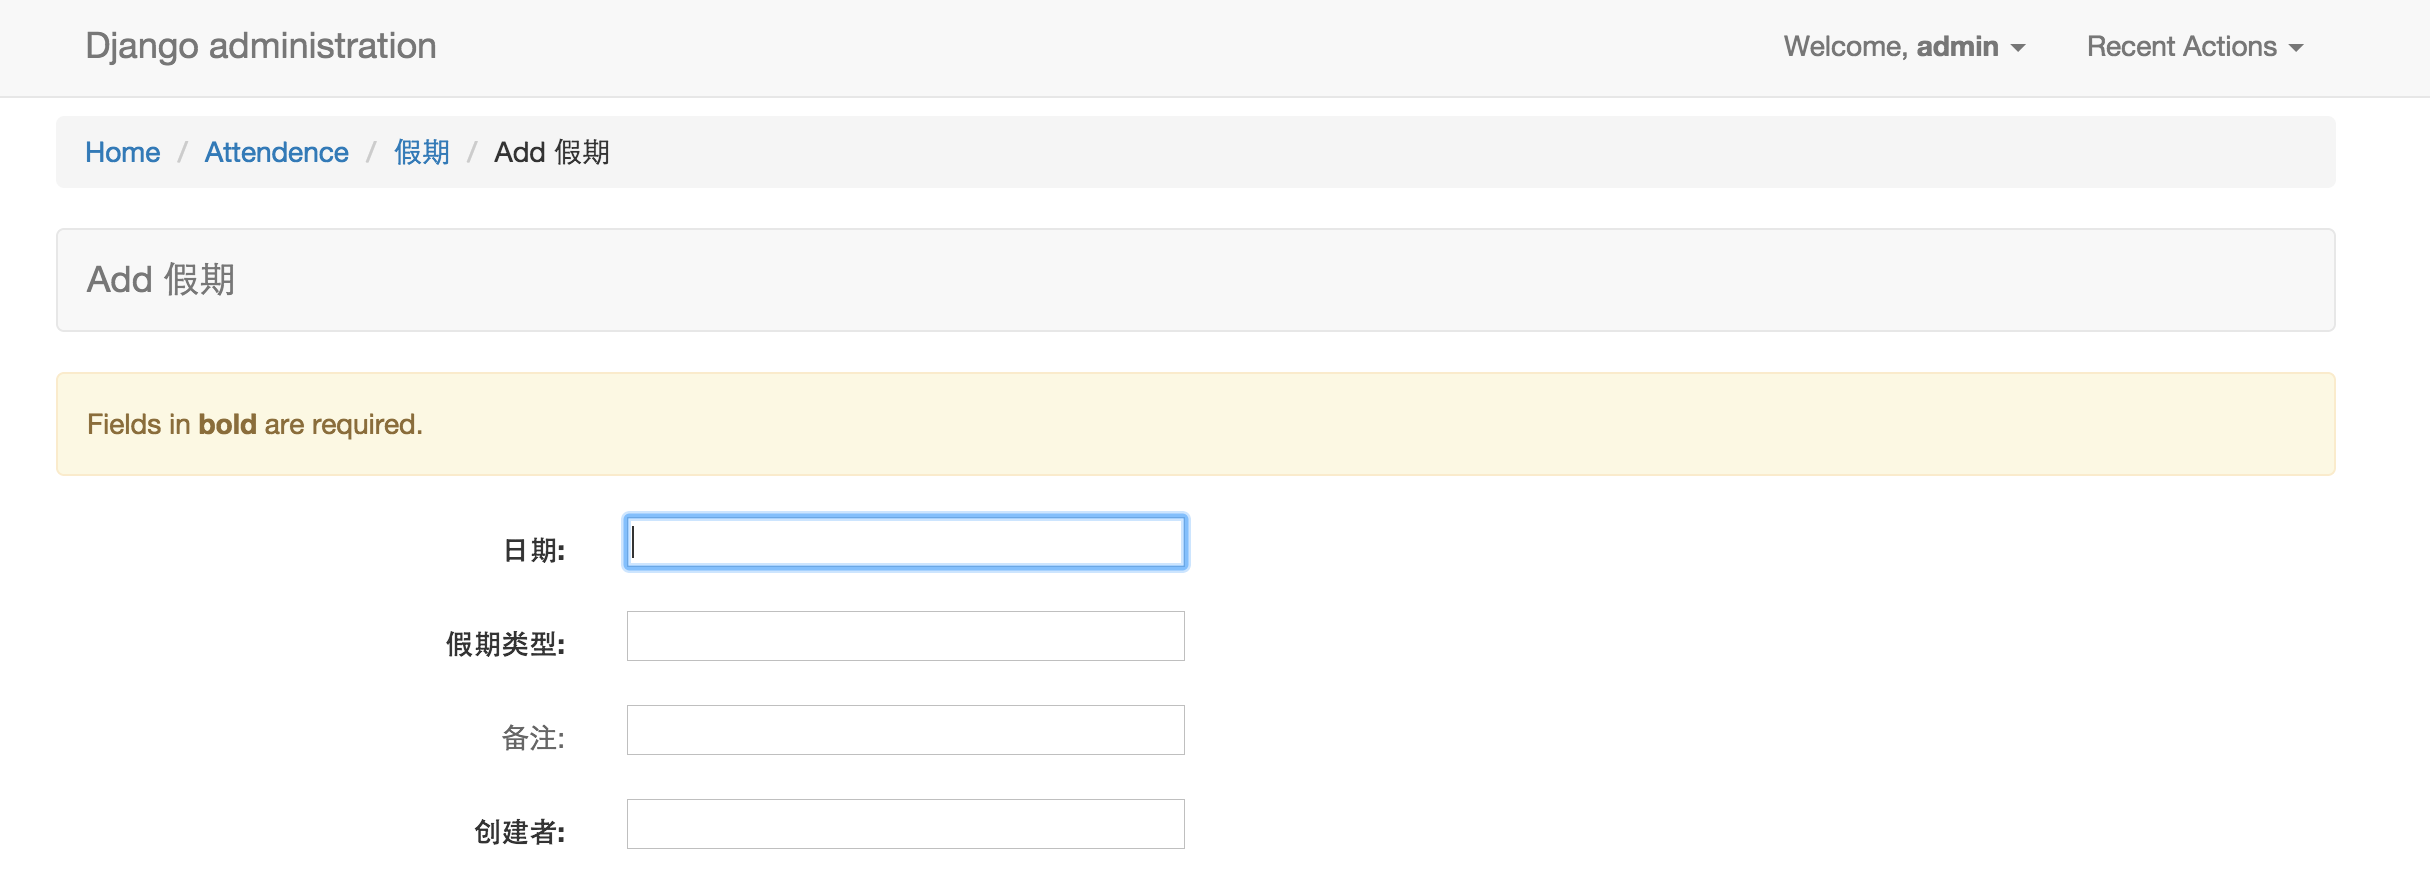 Django administration
Welcome, admin
Recent Actions
Home / Attendence / 假期 / Add 假期
Add 假期
Fields in bold are required.
日期:
假期类型:
备注:
创建者: